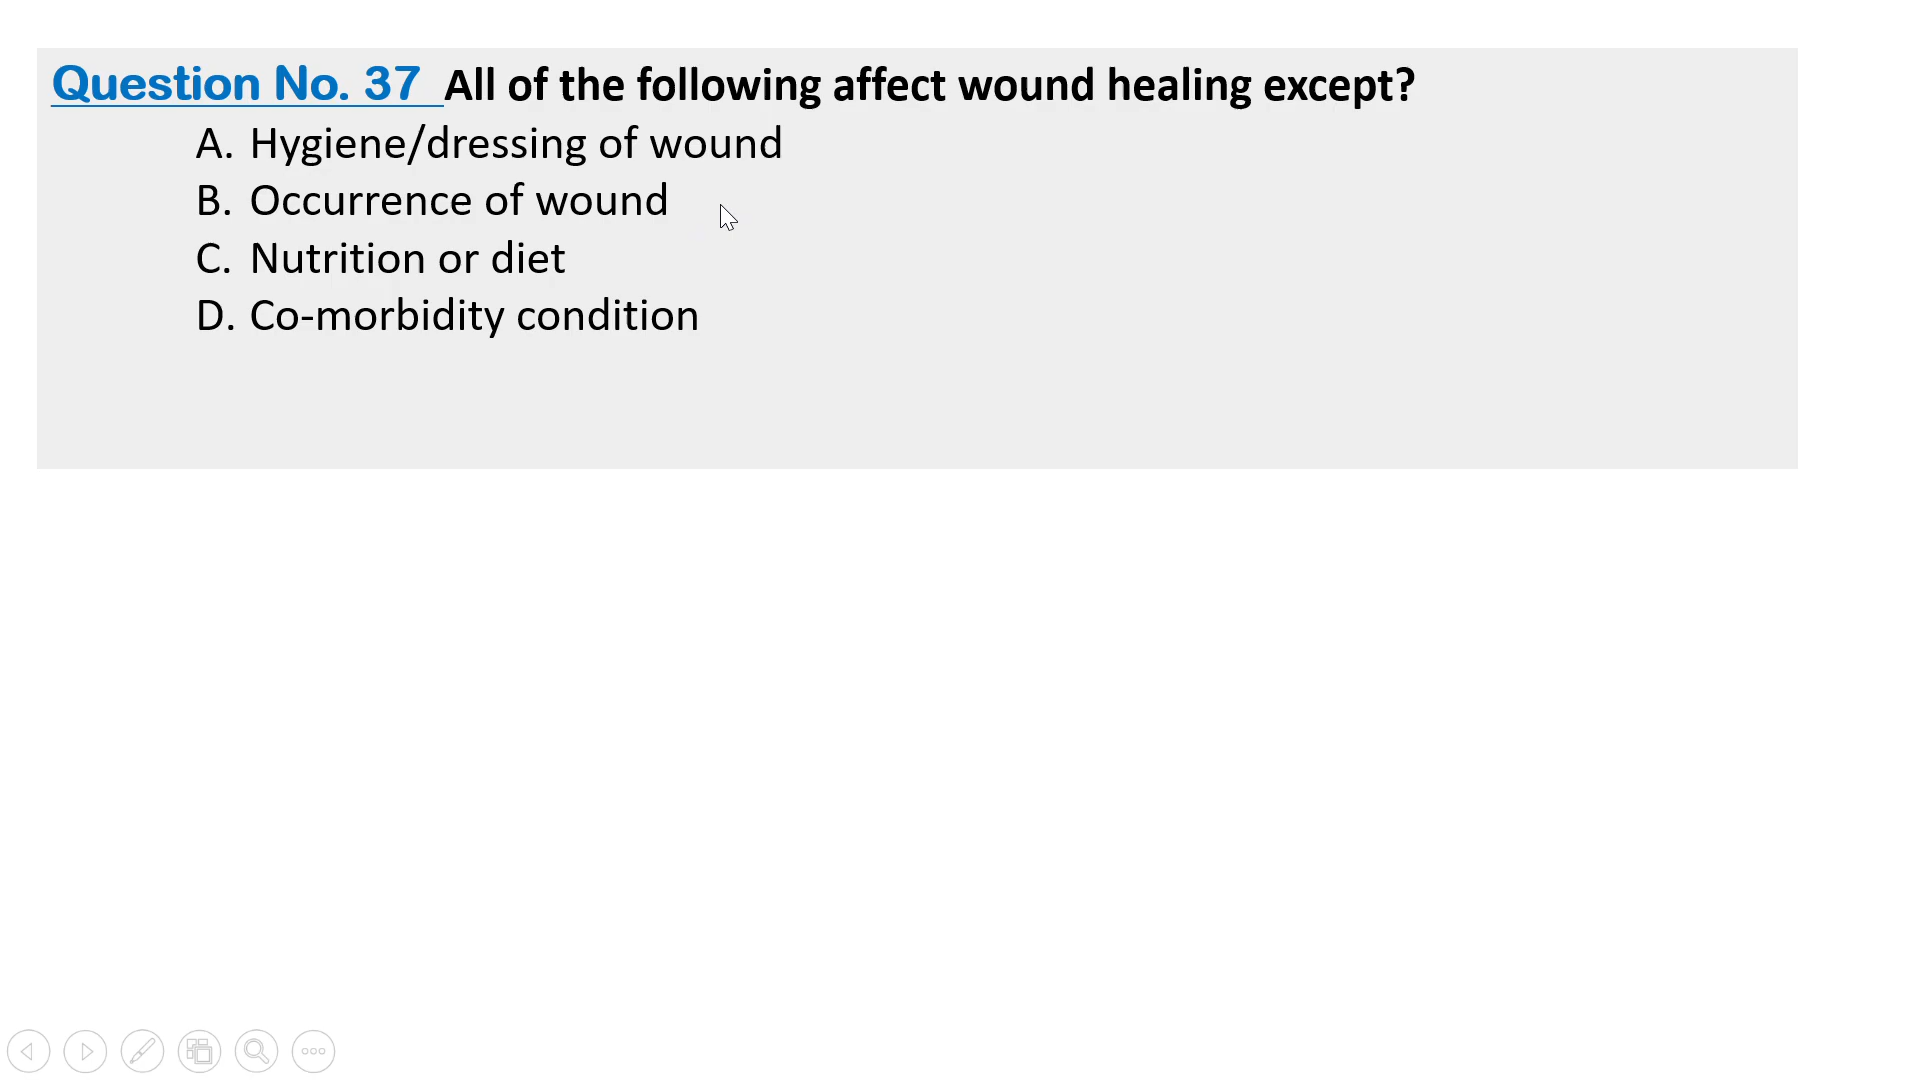 Question No. 37 All of the following affect wound healing except?
A. Hygiene/dressing of wound
B. Occurrence of wound
C. Nutrition or diet
D. Co-morbidity condition